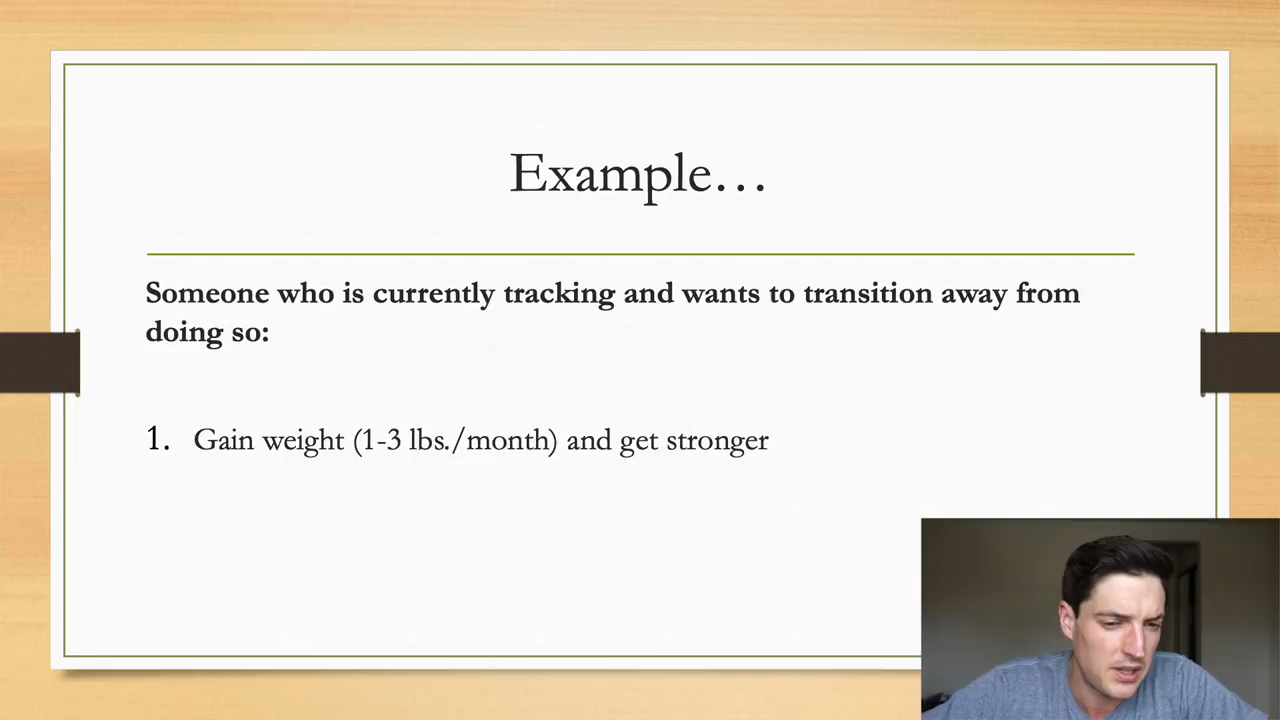 Example…
Someone who is currently tracking and wants to transition away from
doing so:
1. Gain weight (1-3 lbs./month) and get stronger